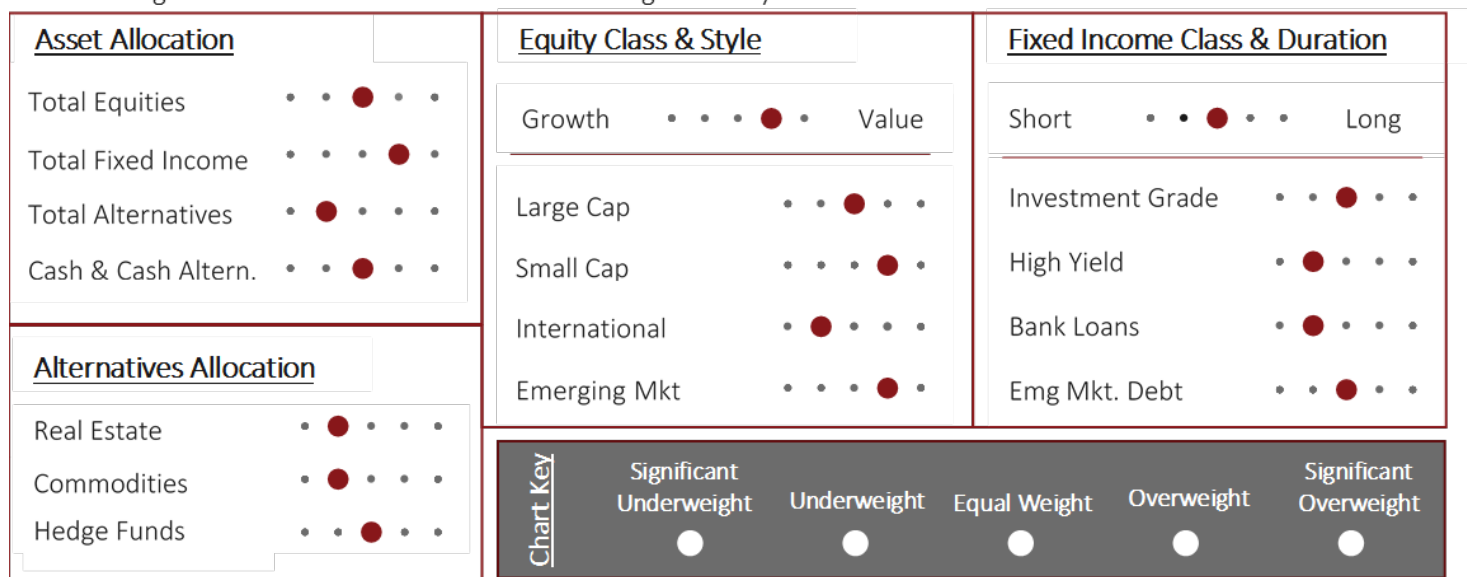 Asset Allocation
Total Equities
Total Fixed Income
Total Alternatives
Cash & Cash Altern.
Alternatives Allocation
Real Estate
Commodities
Hedge Funds
Equity Class & Style
Growth Value
Large Cap
Small Cap
International
Emerging Mkt
Fixed Income Class & Duration
Short Long
Investment Grade
High Yield
Bank Loans
Emg Mkt. Debt
Chart Key
Significant Underweight
Underweight
Equal Weight
Overweight
Significant Overweight